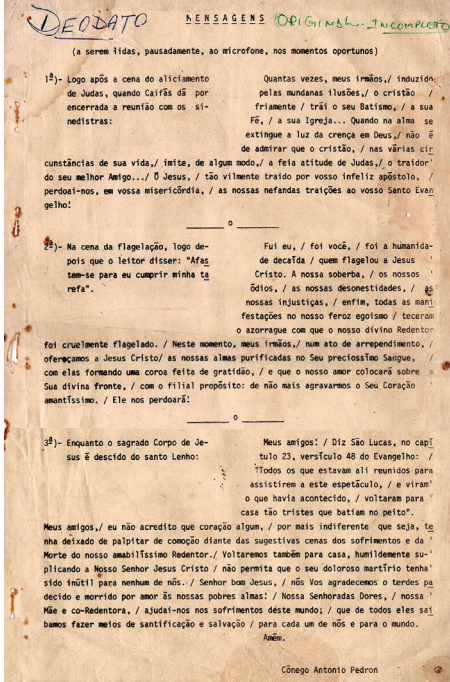 DEODATO
MENSAGENS
ORIGINAL - INCOMPLETO
(a serem lidas, pausadamente, ao microfone, nos momentos oportunos)
1ª)- Logo após a cena do aliciamento
de Judas, quando Caifás dá por
encerrada a reunião com os si-
nedistras:
Quantas vezes, meus irmãos,/ induzido
pelas mundanas ilusões,/ o cristão /
friamente / trai o seu Batismo, / a sua
Fé, / a sua Igreja... Quando na alma se
extingue a luz da crença em Deus,/ não é
de admirar que o cristão, / nas várias cir
cunstâncias de sua vida,/ imite, de algum modo,/ a feia atitude de Judas,/ o traidor
do seu melhor Amigo.../ Ó Jesus, / tão vilmente traido por vosso infeliz apóstolo, /
perdoai-nos, em vossa misericórdia, / as nossas nefandas traições ao vosso Santo Evan
gelho!
o
2ª)- Na cena da flagelação, logo de-
pois que o leitor disser: "Afas
tem-se para eu cumprir minha ta
refa".
Fui eu, / foi você, / foi a humanida-
de decaída / quem flagelou a Jesus
Cristo. A nossa soberba, / os nossos
ódios, / as nossas desonestidades, / as
nossas injustiças, / enfim, todas as mani
festações no nosso feroz egoismo / teceram
o azorrague com que o nosso divino Redentor
foi cruelmente flagelado. / Neste momento, meus irmãos,/ num ato de arrependimento, /
ofereçamos a Jesus Cristo/ as nossas almas purificadas no Seu preciosíssimo Sangue, /
com elas formando uma coroa feita de gratidão, / e que o nosso amor colocará sobre a
Sua divina fronte, / com o filial propósito: de não mais agravarmos o Seu Coração
amantíssimo. / Ele nos perdoará!
o
3ª)- Enquanto o sagrado Corpo de Je-
sus é descido do santo Lenho:
Meus amigos! / Diz São Lucas, no capí
tulo 23, versículo 48 do Evangelho: /
"Todos os que estavam ali reunidos para
assistirem a este espetáculo, / e viram
o que havia acontecido, / voltaram para
casa tão tristes que batiam no peito".
Meus amigos,/ eu não acredito que coração algum, / por mais indiferente que seja, te
nha deixado de palpitar de comoção diante das sugestivas cenas dos sofrimentos e da
Morte do nosso amabilíssimo Redentor./ Voltaremos também para casa, humildemente su-
plicando a Nosso Senhor Jesus Cristo / não permita que o seu doloroso martírio tenha
sido inútil para nenhum de nós. / Senhor bom Jesus, / nós Vos agradecemos o terdes pa
decido e morrido por amor às nossas pobres almas! / Nossa Senhoradas Dores, / nossa
Mãe e co-Redentora, / ajudai-nos nos sofrimentos deste mundo; / que de todos eles sai
bamos fazer meios de santificação e salvação / para cada um de nós e para o mundo.
Amém.
Cônego Antonio Pedron